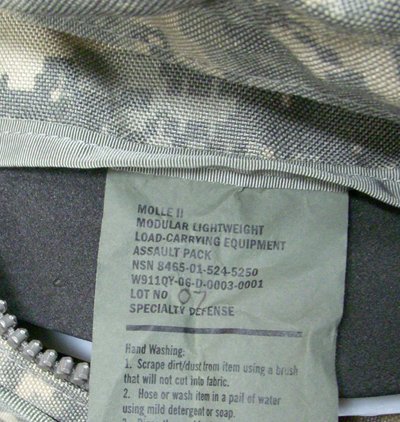 MOLLE II
MODULAR LIGHTWEIGHT
LOAD-CARRYING EQUIPMENT
ASSAULT PACK
NSN 8465-01-524-5250
W911QY-06-D-0003-0001
LOT NO 07
SPECIALTY DEFENSE
Hand Washing:
1. Scrape dirt/dust from item using a brush
that will not cut into fabric.
2. Hose or wash item in a pail of water
using mild detergent or soap.